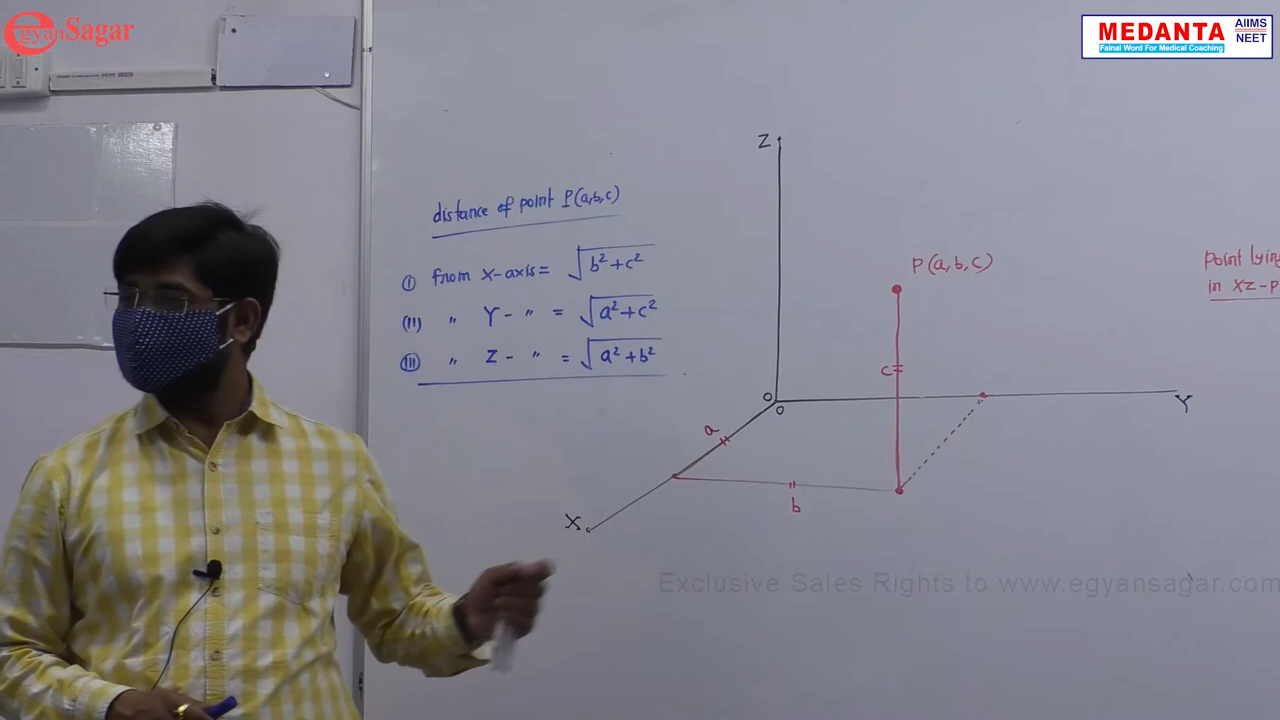 egyanSagar
MEDANTA
AIIMS
NEET
Fainal Word For Medical Coaching
distance of point P(a,b,c)
(I) from X-axis = √b²+c²
(II) " Y- " = √a²+c²
(III) " Z- " = √a²+b²
Z
P(a,b,c)
Point lyin
in XZ-P
c
O
O
Y
a
b
X
Exclusive Sales Rights to www.egyansagar.com